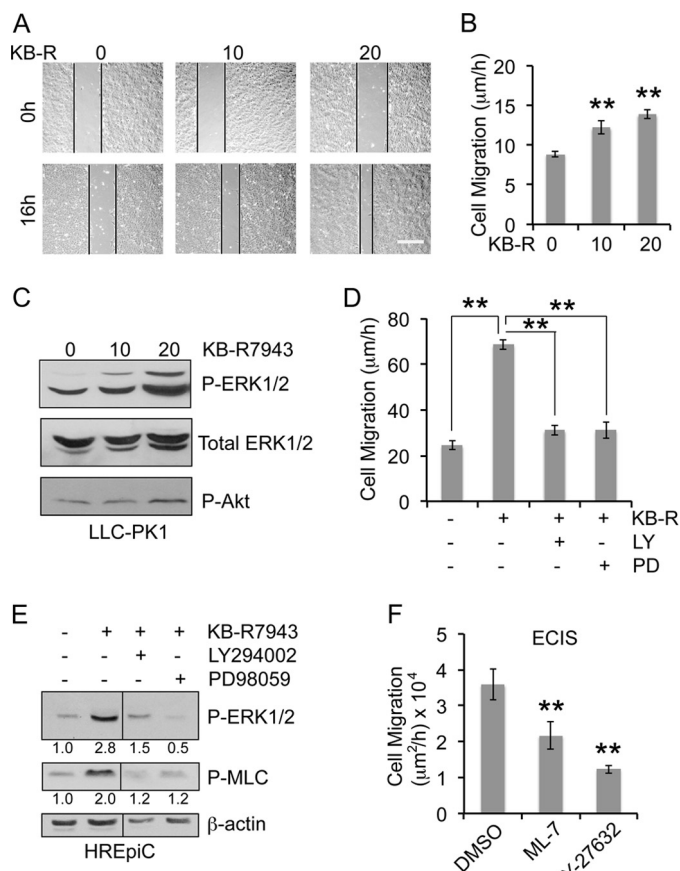 A
KB-R 0 10 20
0h
16h
B
Cell Migration (µm/h)
20
15
10
5
0
KB-R 0 10 20
** **
C
0 10 20 KB-R7943
P-ERK1/2
Total ERK1/2
P-Akt
LLC-PK1
D
Cell Migration (µm/h)
80
60
40
20
0
** ** **
- + + + KB-R
- - + - LY
- - - + PD
E
- + + + KB-R7943
- - + - LY294002
- - - + PD98059
P-ERK1/2
1.0 2.8 1.5 0.5
P-MLC
1.0 2.0 1.2 1.2
β-actin
HREpiC
F
ECIS
Cell Migration
(µm²/h) x 10⁴
5
4
3
2
1
0
** **
DMSO
ML-7
-27632